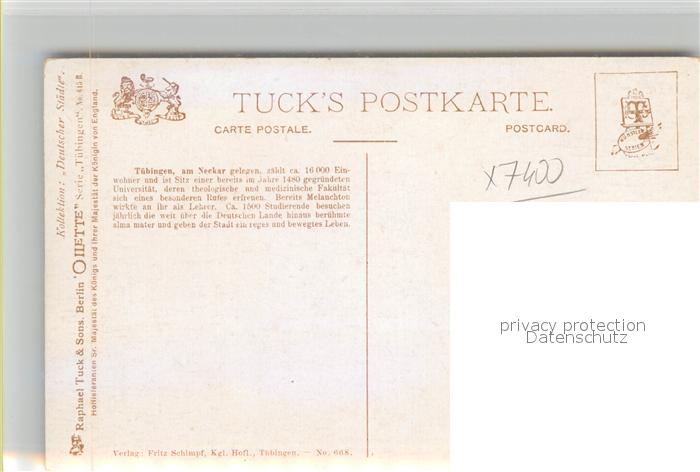 TUCK'S POSTKARTE.
CARTE POSTALE.
POSTCARD.
Tübingen, am Neckar gelegen, zählt ca. 16 000 Ein-
wohner und ist Sitz einer bereits im Jahre 1480 gegründeten
Universität, deren theologische und medizinische Fakultät
sich eines besonderen Rufes erfreuen. Bereits Melanchton
wirkte an ihr als Lehrer. Ca. 1500 Studierende besuchen
jährlich die weit über die Deutschen Lande hinaus berühmte
alma mater und geben der Stadt ein reges und bewegtes Leben.
x7400
privacy protection
Datenschutz
Verlag: Fritz Schimpf, Kgl. Hofl., Tübingen. — No. 668.
Kollektion: „Deutscher Städte".
Raphael Tuck & Sons. Berlin 'OILETTE" Serie „Tübingen". No. 615 B.
Hoflieferanten Sr. Majestät des Königs und Ihrer Majestät der Königin von England.